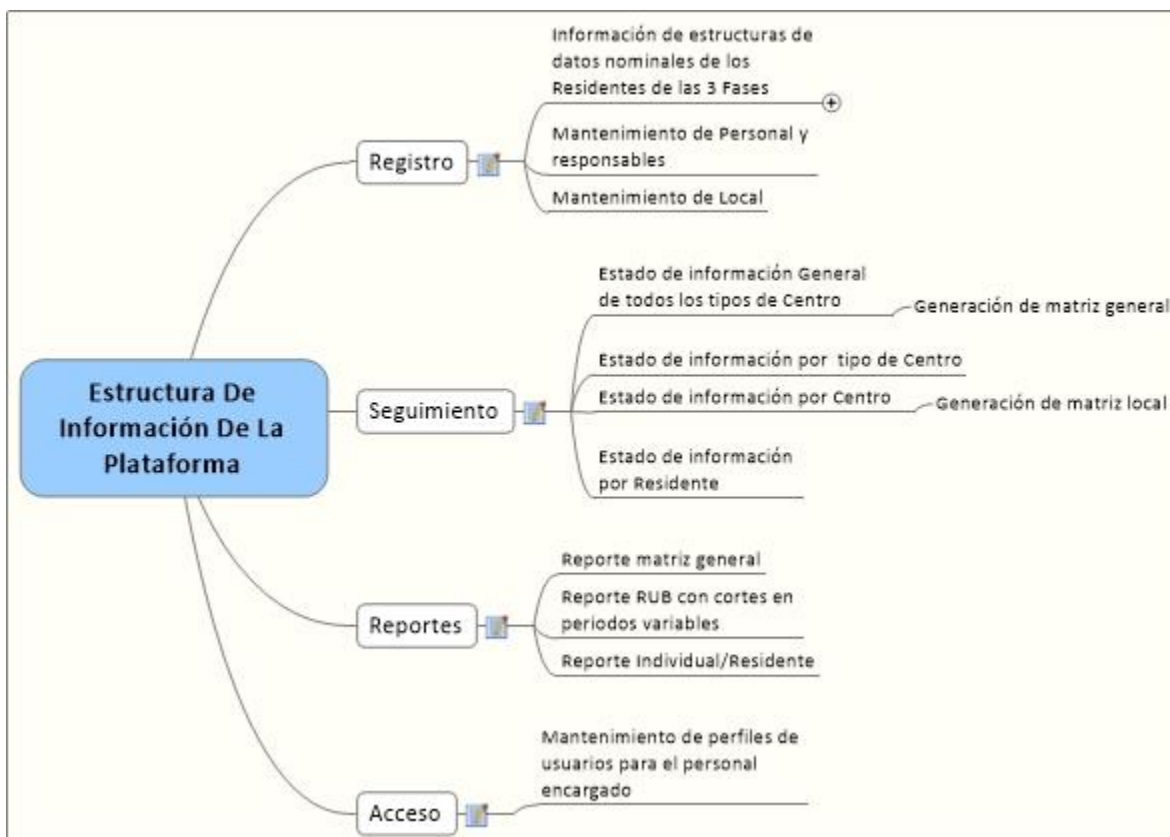 Estructura De
Información De La
Plataforma
Registro
Información de estructuras de
datos nominales de los
Residentes de las 3 Fases
Mantenimiento de Personal y
responsables
Mantenimiento de Local
Seguimiento
Estado de información General
de todos los tipos de Centro
Generación de matriz general
Estado de información por tipo de Centro
Estado de información por Centro
Generación de matriz local
Estado de información
por Residente
Reportes
Reporte matriz general
Reporte RUB con cortes en
periodos variables
Reporte Individual/Residente
Acceso
Mantenimiento de perfiles de
usuarios para el personal
encargado